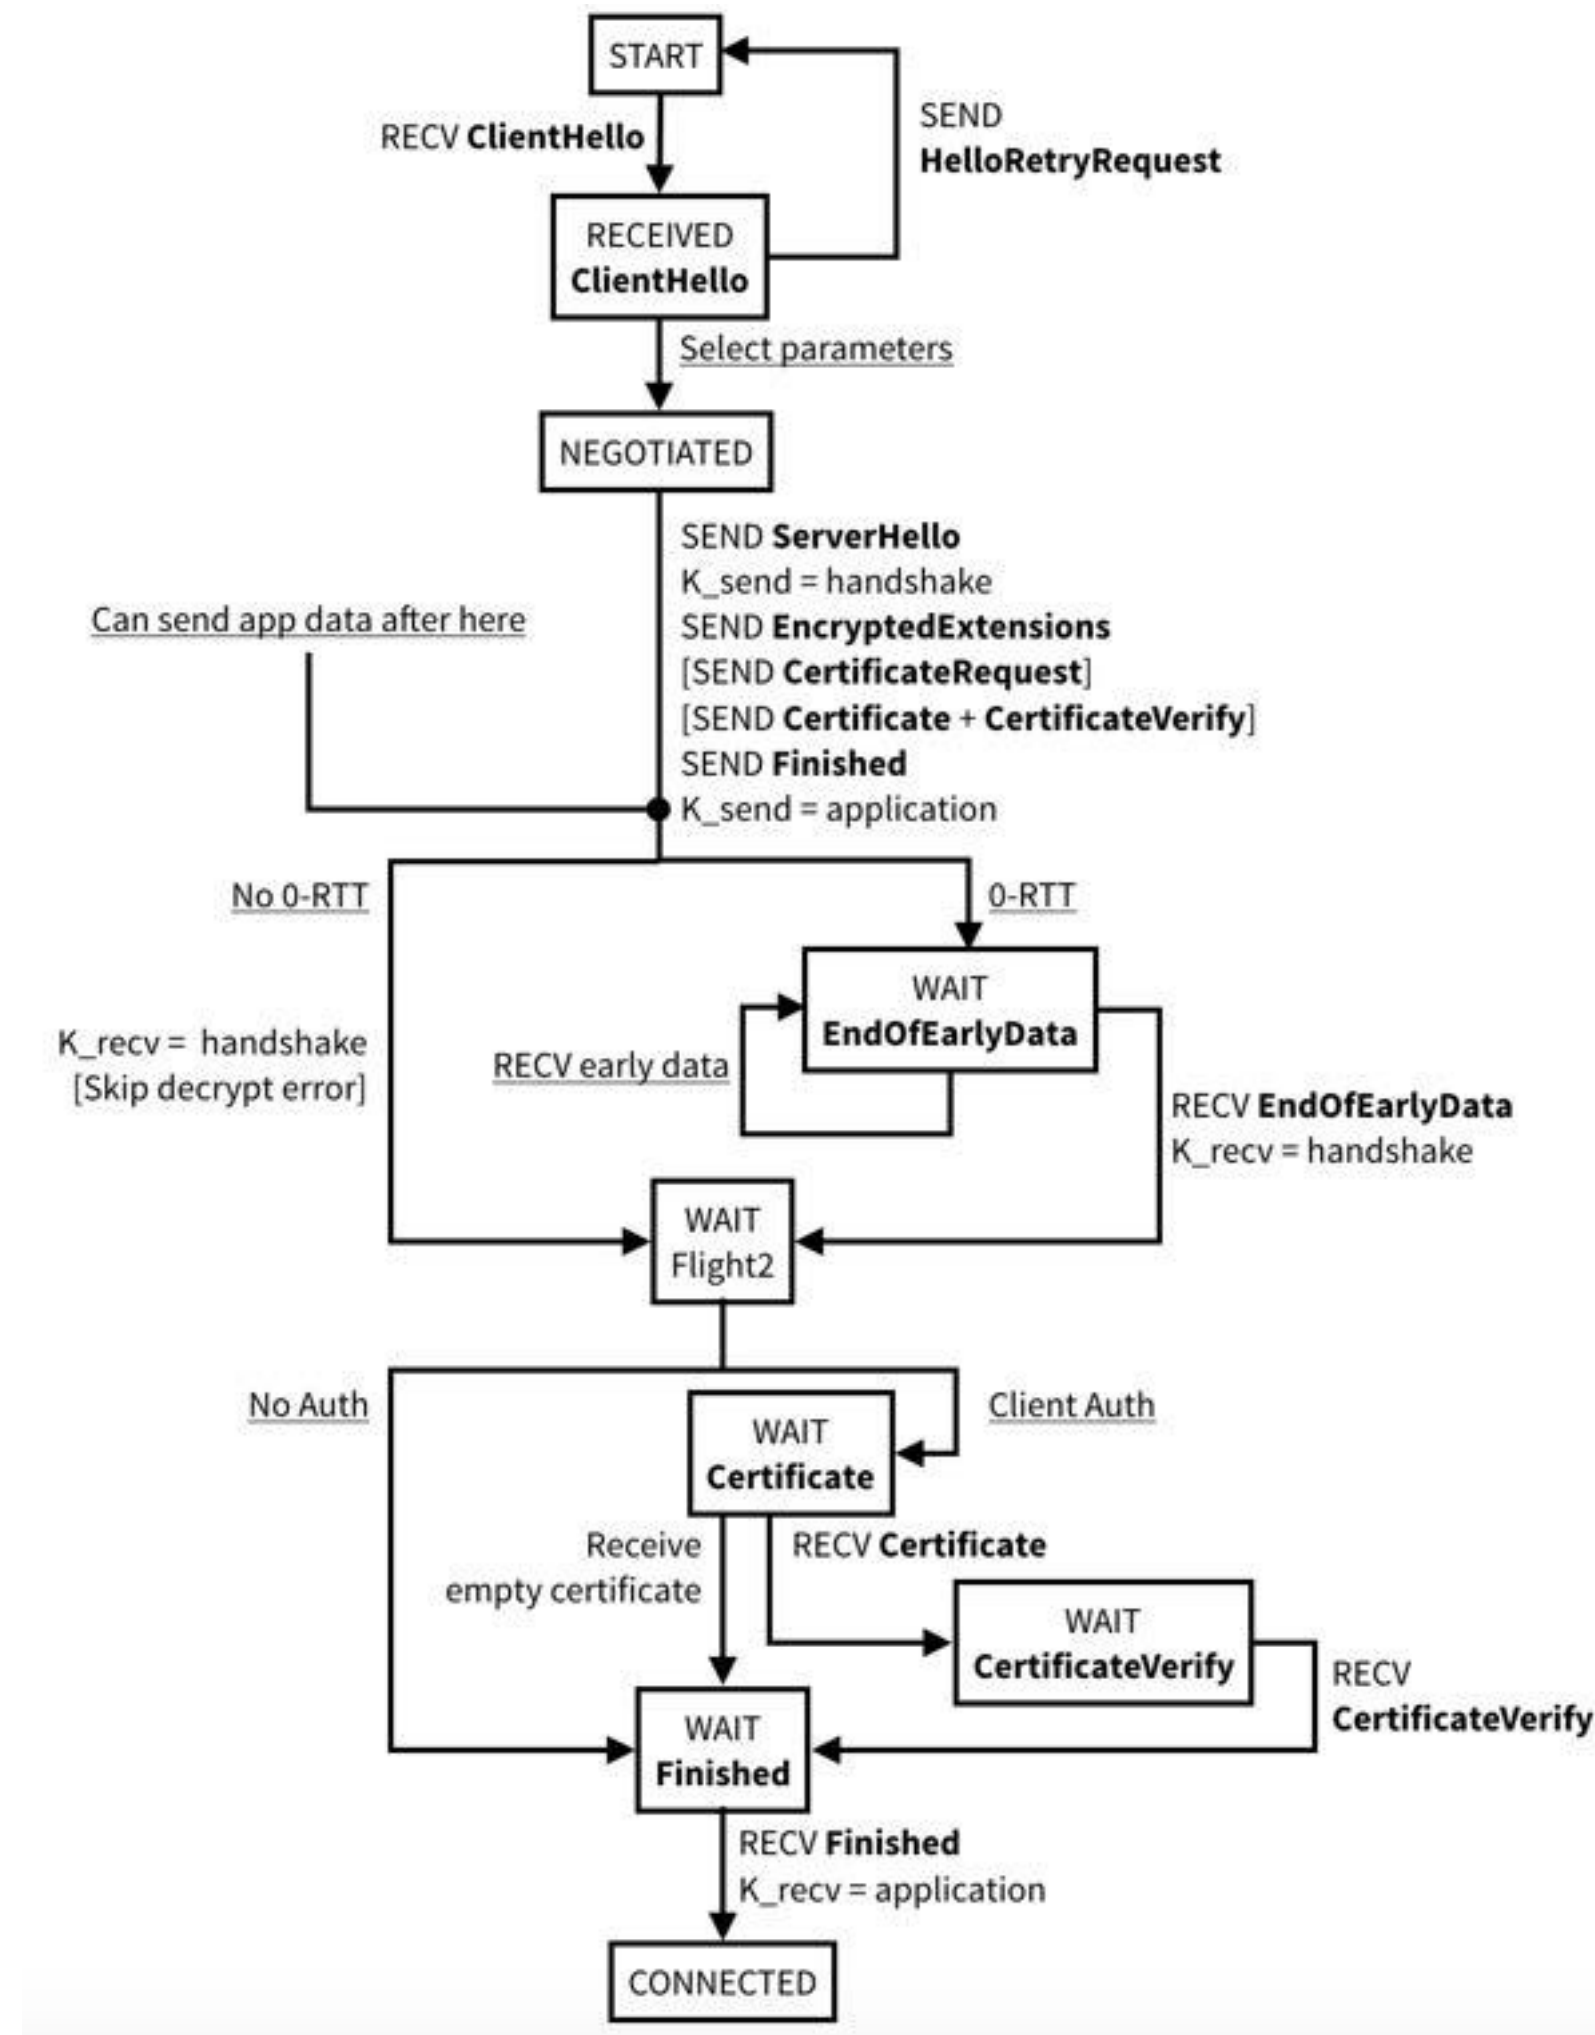 START
RECV ClientHello
SEND
HelloRetryRequest
RECEIVED
ClientHello
Select parameters
NEGOTIATED
SEND ServerHello
K_send = handshake
Can send app data after here
SEND EncryptedExtensions
[SEND CertificateRequest]
[SEND Certificate + CertificateVerify]
SEND Finished
K_send = application
No 0-RTT
0-RTT
WAIT
EndOfEarlyData
K_recv = handshake
[Skip decrypt error]
RECV early data
RECV EndOfEarlyData
K_recv = handshake
WAIT
Flight2
No Auth
Client Auth
WAIT
Certificate
Receive
empty certificate
RECV Certificate
WAIT
CertificateVerify
RECV
CertificateVerify
WAIT
Finished
RECV Finished
K_recv = application
CONNECTED